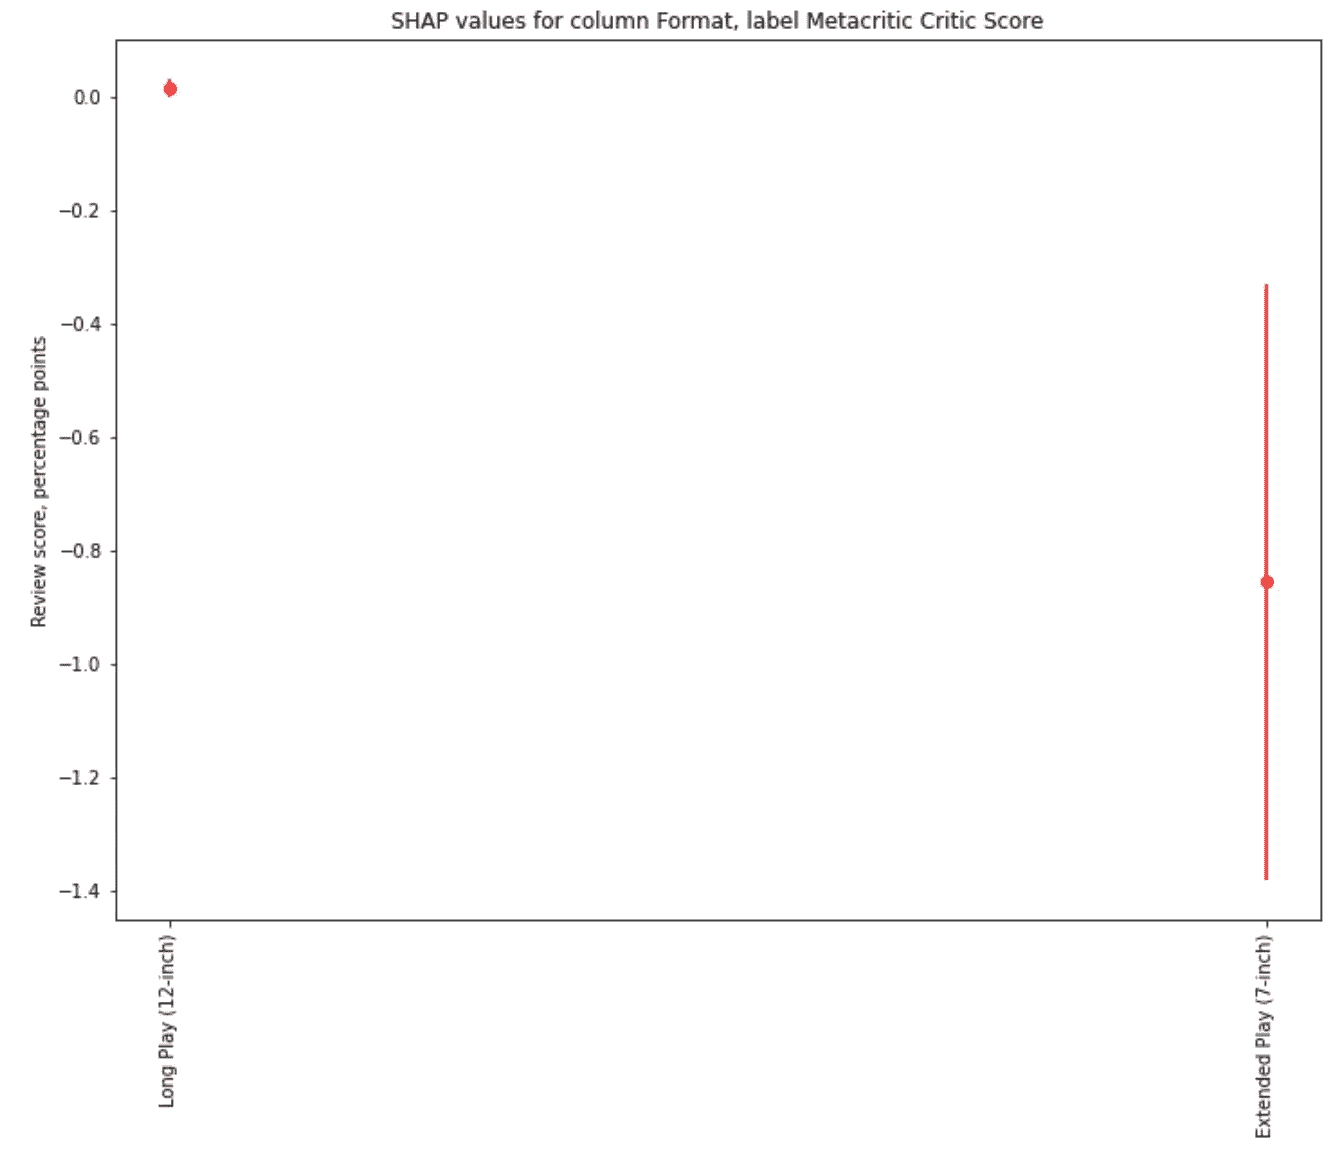 SHAP values for column Format, label Metacritic Critic Score
Review score, percentage points
0.0
−0.2
−0.4
−0.6
−0.8
−1.0
−1.2
−1.4
Long Play (12-inch)
Extended Play (7-inch)